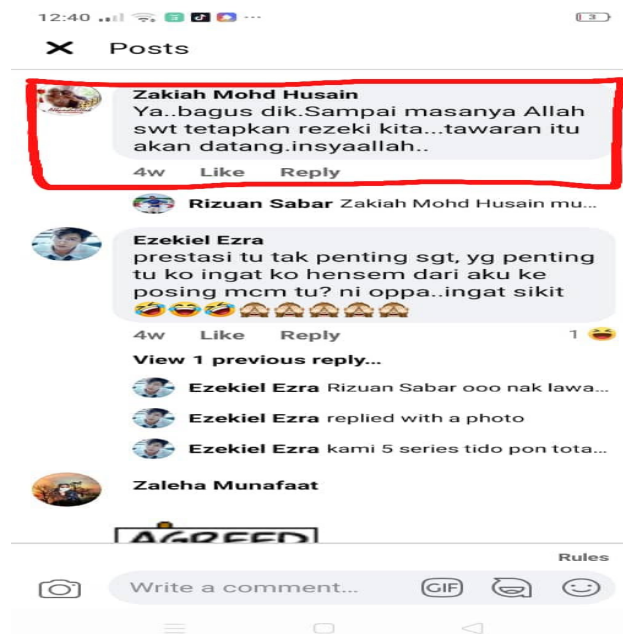 12:40
3
Posts
Zakiah Mohd Husain
Ya..bagus dik.Sampai masanya Allah
swt tetapkan rezeki kita...tawaran itu
akan datang.insyaallah..
4w Like Reply
Rizuan Sabar Zakiah Mohd Husain mu...
Ezekiel Ezra
prestasi tu tak penting sgt, yg penting
tu ko ingat ko hensem dari aku ke
posing mcm tu? ni oppa..ingat sikit
🤣😂🤣🙈🙈🙈🙈🙈
4w Like Reply 1
View 1 previous reply...
Ezekiel Ezra Rizuan Sabar ooo nak lawa...
Ezekiel Ezra replied with a photo
Ezekiel Ezra kami 5 series tido pon tota...
Zaleha Munafaat
AGREED
Rules
Write a comment...
GIF